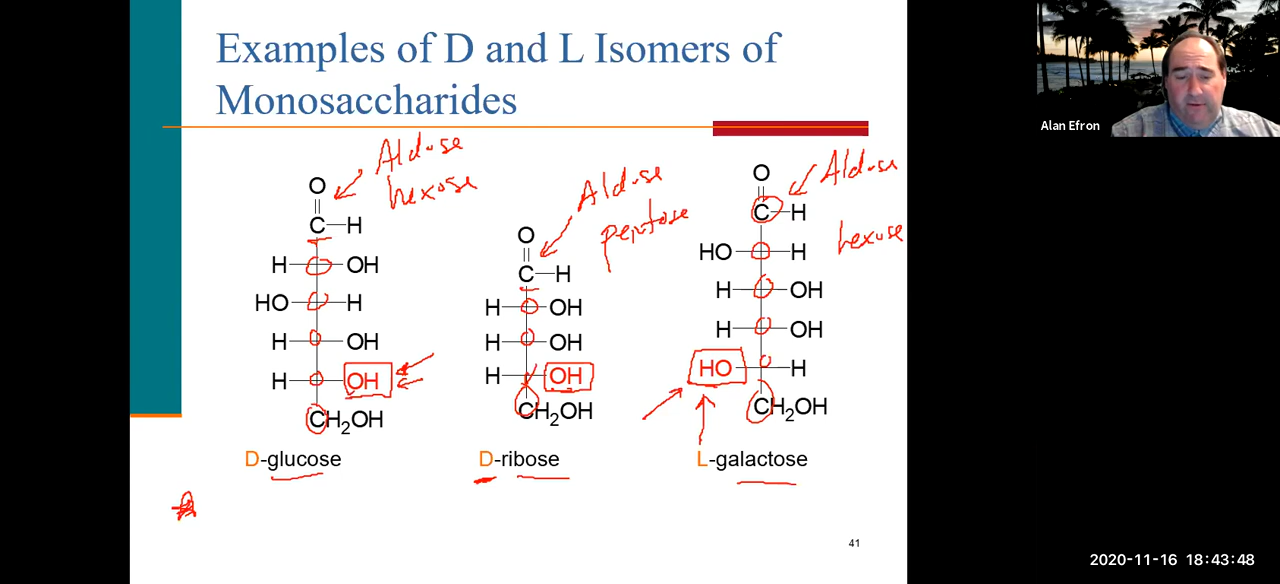 Examples of D and L Isomers of
Monosaccharides
Alan Efron
Aldose
hexose
O
C H
H OH
HO H
H OH
H OH
CH2OH
D-glucose
Aldose
peptose
O
C H
H OH
H OH
H OH
CH2OH
D-ribose
Aldose
hexose
O
C H
HO H
H OH
H OH
HO H
CH2OH
L-galactose
41
2020-11-16 18:43:48